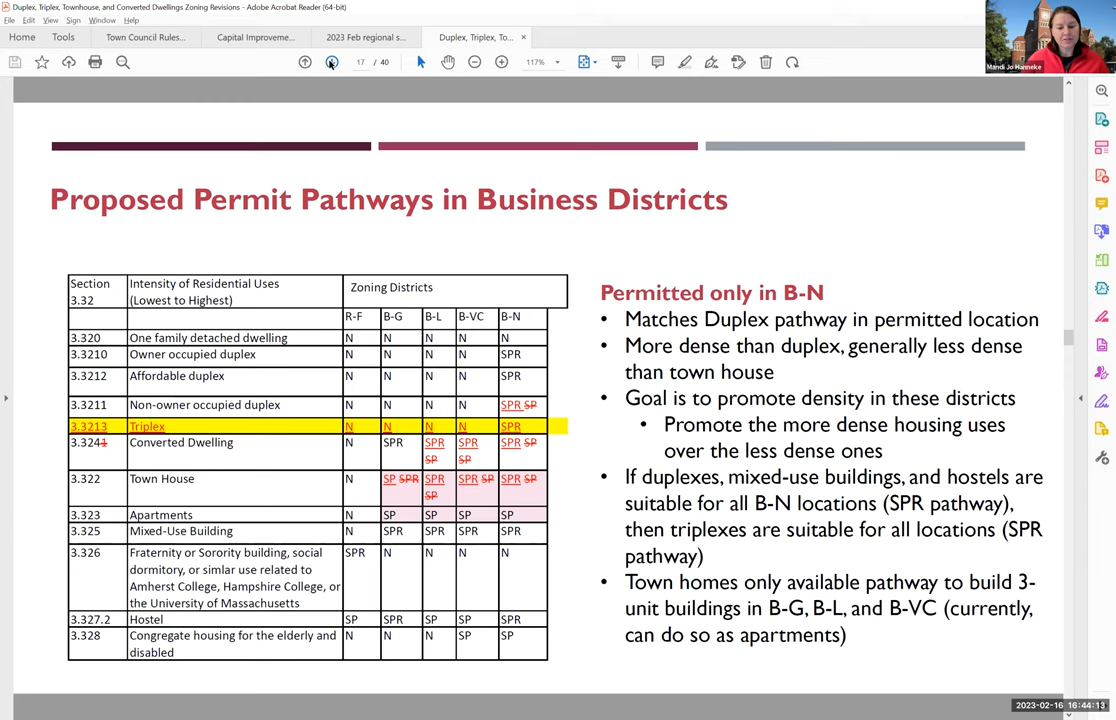 Duplex, Triplex, Townhouse, and Converted Dwellings Zoning Revisions - Adobe Acrobat Reader (64-bit)
File Edit View Sign Window Help
Home Tools Town Council Rules... Capital Improveme... 2023 Feb regional s... Duplex, Triplex, To... ×
17 / 40 117%
Mandi Jo Hanneke
Proposed Permit Pathways in Business Districts
Section 3.32 Intensity of Residential Uses (Lowest to Highest) Zoning Districts
R-F B-G B-L B-VC B-N
3.320 One family detached dwelling N N N N N
3.3210 Owner occupied duplex N N N N SPR
3.3212 Affordable duplex N N N N SPR
3.3211 Non-owner occupied duplex N N N N SPR SP
3.3213 Triplex N N N N SPR
3.3241 Converted Dwelling N SPR SPR SP SPR SP SPR SP
3.322 Town House N SP SPR SPR SP SPR SP SPR SP
3.323 Apartments N SP SP SP SP
3.325 Mixed-Use Building N SPR SPR SPR SPR
3.326 Fraternity or Sorority building, social dormitory, or simlar use related to Amherst College, Hampshire College, or the University of Massachusetts SPR N N N N
3.327.2 Hostel SP SPR SP SP SPR
3.328 Congregate housing for the elderly and disabled N N N SP SP
Permitted only in B-N
• Matches Duplex pathway in permitted location
• More dense than duplex, generally less dense
than town house
• Goal is to promote density in these districts
• Promote the more dense housing uses
over the less dense ones
• If duplexes, mixed-use buildings, and hostels are
suitable for all B-N locations (SPR pathway),
then triplexes are suitable for all locations (SPR
pathway)
• Town homes only available pathway to build 3-
unit buildings in B-G, B-L, and B-VC (currently,
can do so as apartments)
2023-02-16 16:44:13